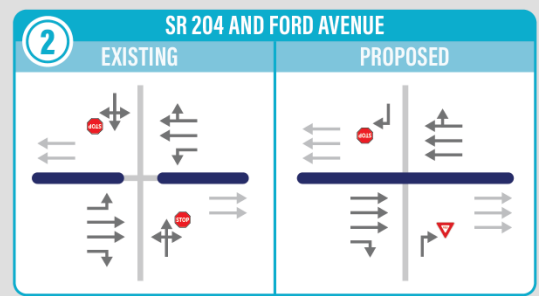 2
SR 204 AND FORD AVENUE
EXISTING
PROPOSED
STOP
STOP
STOP